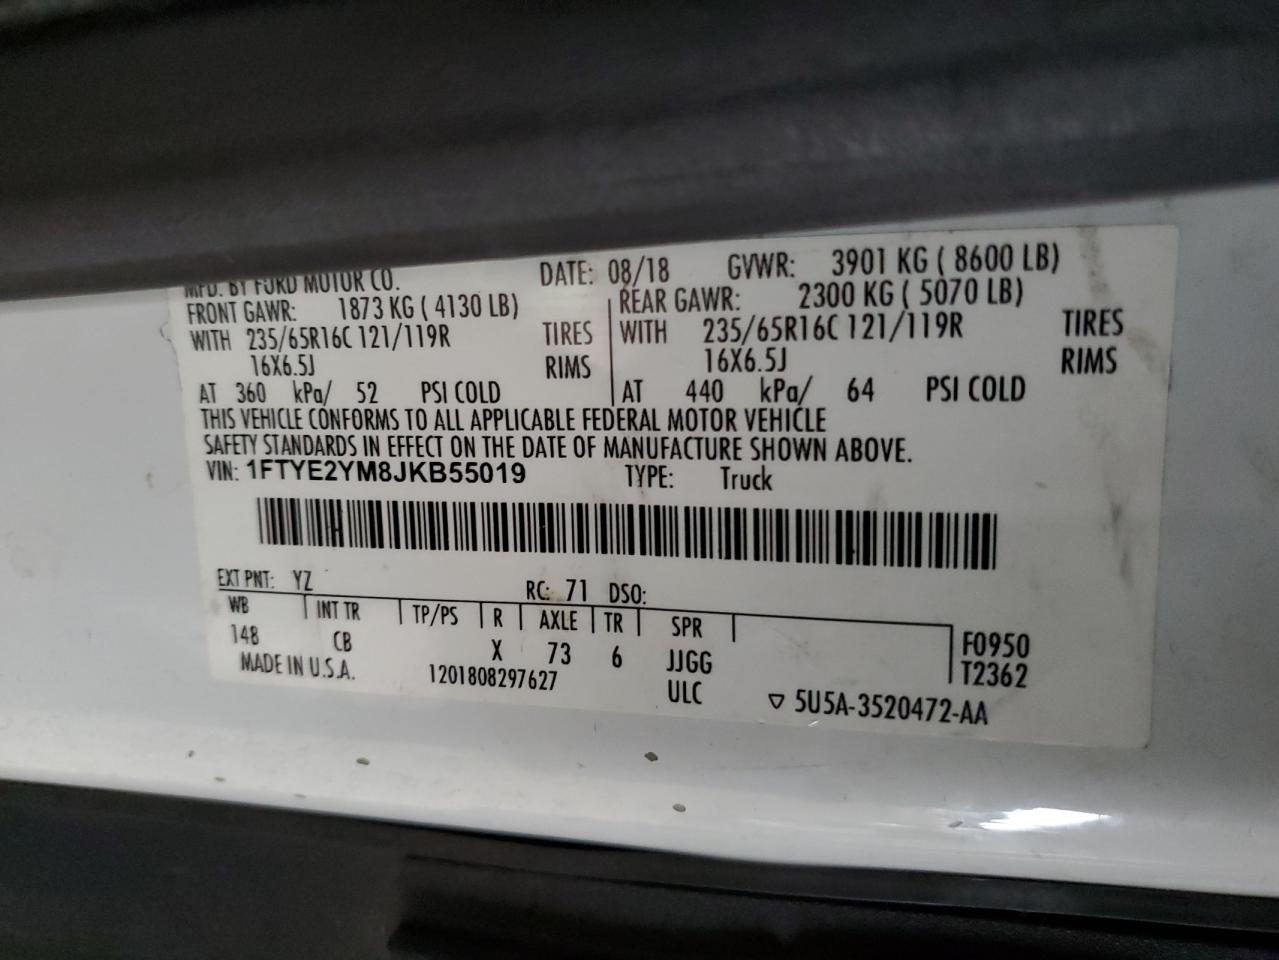 MFD. BY FORD MOTOR CO. DATE: 08/18 GVWR: 3901 KG ( 8600 LB)
FRONT GAWR: 1873 KG ( 4130 LB) REAR GAWR: 2300 KG ( 5070 LB)
WITH 235/65R16C 121/119R TIRES WITH 235/65R16C 121/119R TIRES
16X6.5J RIMS 16X6.5J RIMS
AT 360 kPa/ 52 PSI COLD AT 440 kPa/ 64 PSI COLD
THIS VEHICLE CONFORMS TO ALL APPLICABLE FEDERAL MOTOR VEHICLE
SAFETY STANDARDS IN EFFECT ON THE DATE OF MANUFACTURE SHOWN ABOVE.
VIN: 1FTYE2YM8JKB55019 TYPE: Truck
EXT PNT: YZ RC: 71 DSO:
WB INT TR TP/PS R AXLE TR SPR
148 CB X 73 6 JJGG F0950
MADE IN U.S.A. 1201808297627 ULC T2362
▽ 5U5A-3520472-AA